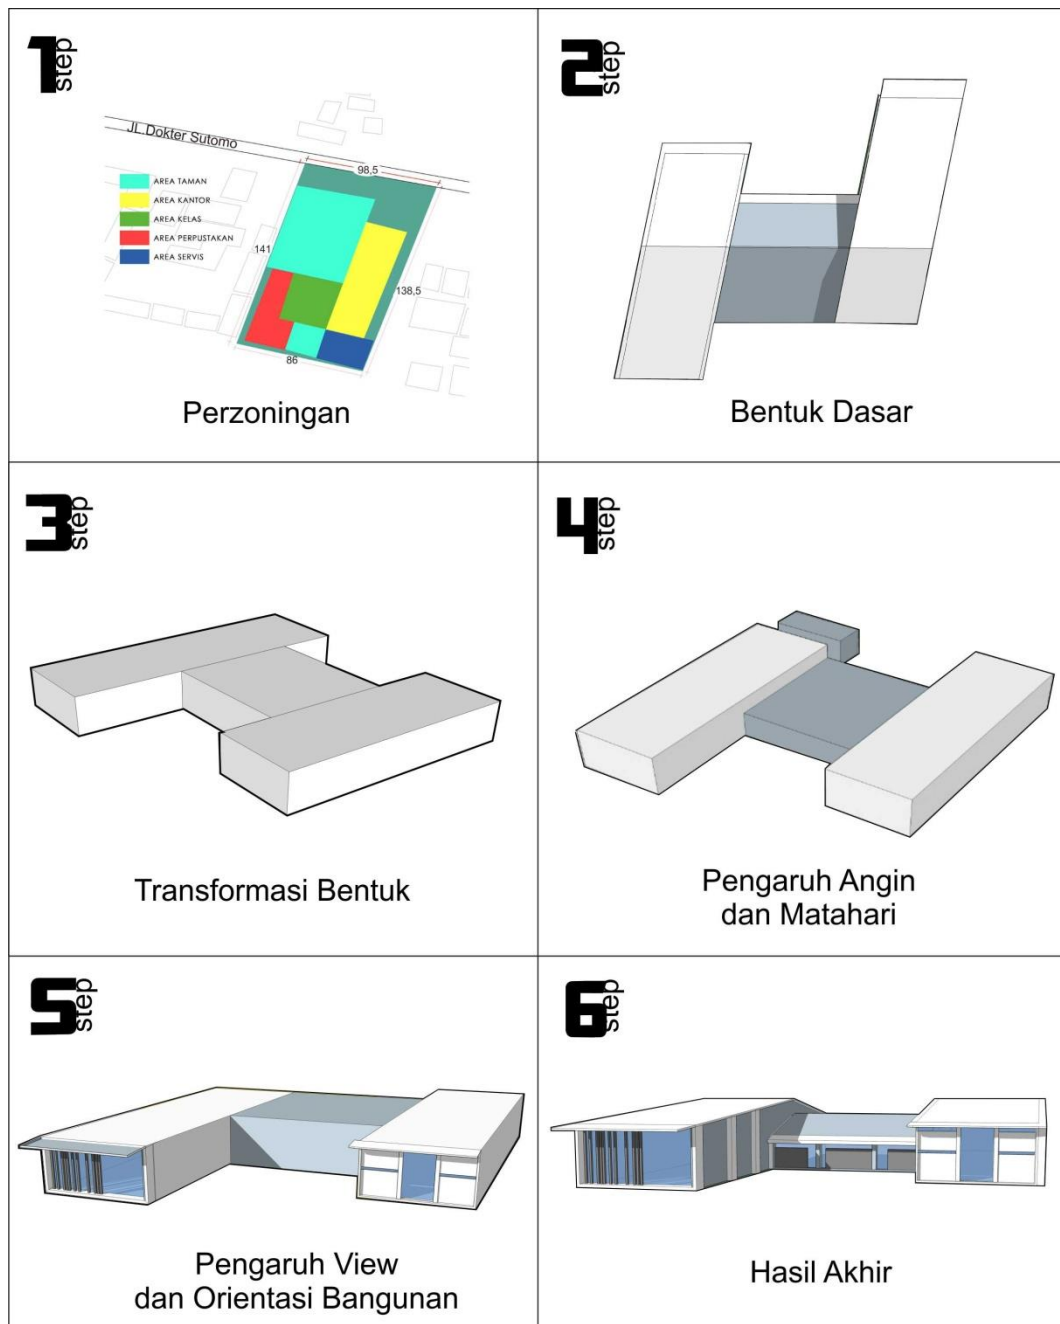 1 step
JL.Dokter Sutomo
98,5
AREA TAMAN
AREA KANTOR
AREA KELAS
AREA PERPUSTAKAN
AREA SERVIS
141
138,5
86
Perzoningan
2 step
Bentuk Dasar
3 step
Transformasi Bentuk
4 step
Pengaruh Angin
dan Matahari
5 step
Pengaruh View
dan Orientasi Bangunan
6 step
Hasil Akhir